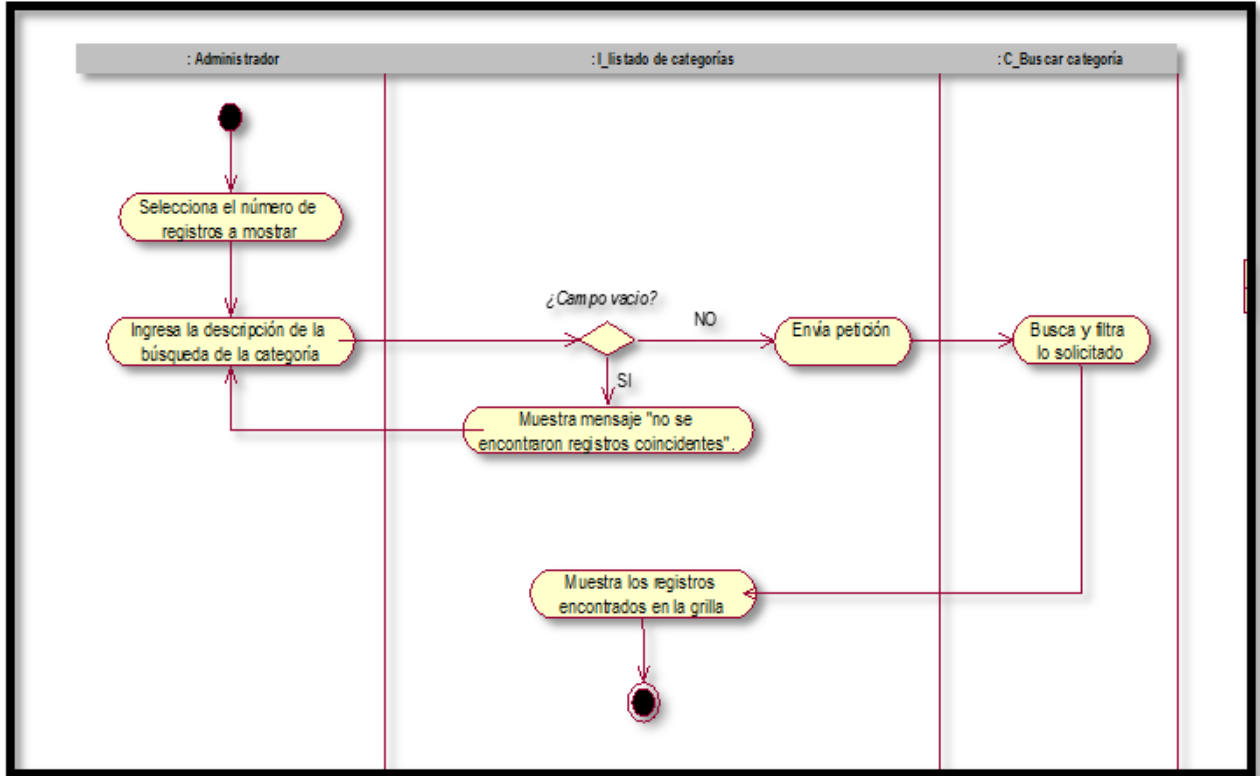 : Administrador
: I_listado de categorías
: C_Buscar categoría
Selecciona el número de
registros a mostrar
Ingresa la descripción de la
búsqueda de la categoría
¿Campo vacio?
NO
Envía petición
Busca y filtra
lo solicitado
SI
Muestra mensaje "no se
encontraron registros coincidentes".
Muestra los registros
encontrados en la grilla